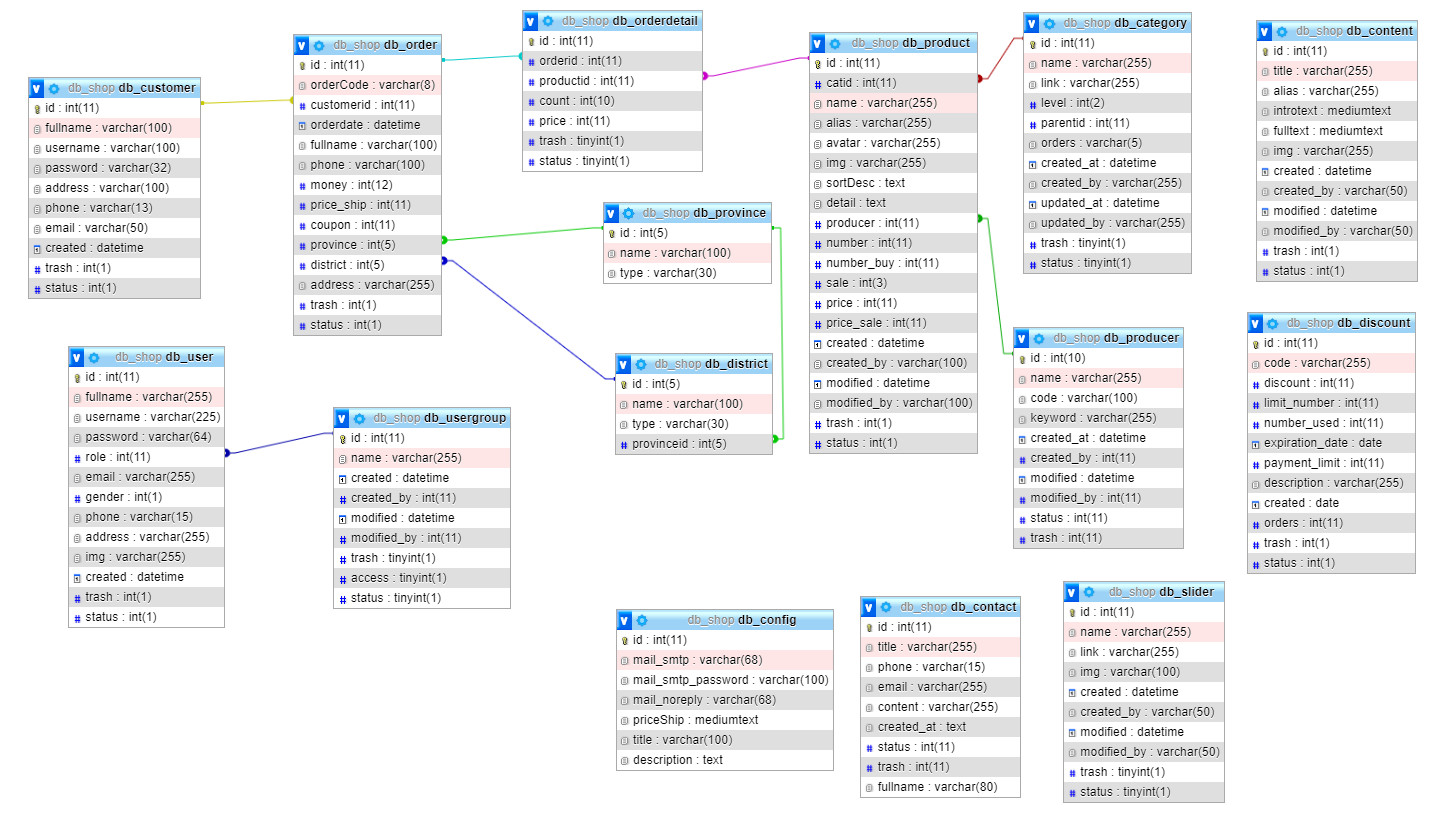 db_shop db_customer
id : int(11)
fullname : varchar(100)
username : varchar(100)
password : varchar(32)
address : varchar(100)
phone : varchar(13)
email : varchar(50)
created : datetime
trash : int(1)
status : int(1)
db_shop db_order
id : int(11)
orderCode : varchar(8)
customerid : int(11)
orderdate : datetime
fullname : varchar(100)
phone : varchar(100)
money : int(12)
price_ship : int(11)
coupon : int(11)
province : int(5)
district : int(5)
address : varchar(255)
trash : int(1)
status : int(1)
db_shop db_orderdetail
id : int(11)
orderid : int(11)
productid : int(11)
count : int(10)
price : int(11)
trash : tinyint(1)
status : tinyint(1)
db_shop db_product
id : int(11)
catid : int(11)
name : varchar(255)
alias : varchar(255)
avatar : varchar(255)
img : varchar(255)
sortDesc : text
detail : text
producer : int(11)
number : int(11)
number_buy : int(11)
sale : int(3)
price : int(11)
price_sale : int(11)
created : datetime
created_by : varchar(100)
modified : datetime
modified_by : varchar(100)
trash : int(1)
status : int(1)
db_shop db_category
id : int(11)
name : varchar(255)
link : varchar(255)
level : int(2)
parentid : int(11)
orders : varchar(5)
created_at : datetime
created_by : varchar(255)
updated_at : datetime
updated_by : varchar(255)
trash : tinyint(1)
status : tinyint(1)
db_shop db_content
id : int(11)
title : varchar(255)
alias : varchar(255)
introtext : mediumtext
fulltext : mediumtext
img : varchar(255)
created : datetime
created_by : varchar(50)
modified : datetime
modified_by : varchar(50)
trash : int(1)
status : int(1)
db_shop db_province
id : int(5)
name : varchar(100)
type : varchar(30)
db_shop db_district
id : int(5)
name : varchar(100)
type : varchar(30)
provinceid : int(5)
db_shop db_producer
id : int(10)
name : varchar(255)
code : varchar(100)
keyword : varchar(255)
created_at : datetime
created_by : int(11)
modified : datetime
modified_by : int(11)
status : int(11)
trash : int(11)
db_shop db_discount
id : int(11)
code : varchar(255)
discount : int(11)
limit_number : int(11)
number_used : int(11)
expiration_date : date
payment_limit : int(11)
description : varchar(255)
created : date
orders : int(11)
trash : int(1)
status : int(1)
db_shop db_user
id : int(11)
fullname : varchar(255)
username : varchar(225)
password : varchar(64)
role : int(11)
email : varchar(255)
gender : int(1)
phone : varchar(15)
address : varchar(255)
img : varchar(255)
created : datetime
trash : int(1)
status : int(1)
db_shop db_usergroup
id : int(11)
name : varchar(255)
created : datetime
created_by : int(11)
modified : datetime
modified_by : int(11)
trash : tinyint(1)
access : tinyint(1)
status : tinyint(1)
db_shop db_config
id : int(11)
mail_smtp : varchar(68)
mail_smtp_password : varchar(100)
mail_noreply : varchar(68)
priceShip : mediumtext
title : varchar(100)
description : text
db_shop db_contact
id : int(11)
title : varchar(255)
phone : varchar(15)
email : varchar(255)
content : varchar(255)
created_at : text
status : int(11)
trash : int(11)
fullname : varchar(80)
db_shop db_slider
id : int(11)
name : varchar(255)
link : varchar(255)
img : varchar(100)
created : datetime
created_by : varchar(50)
modified : datetime
modified_by : varchar(50)
trash : tinyint(1)
status : tinyint(1)